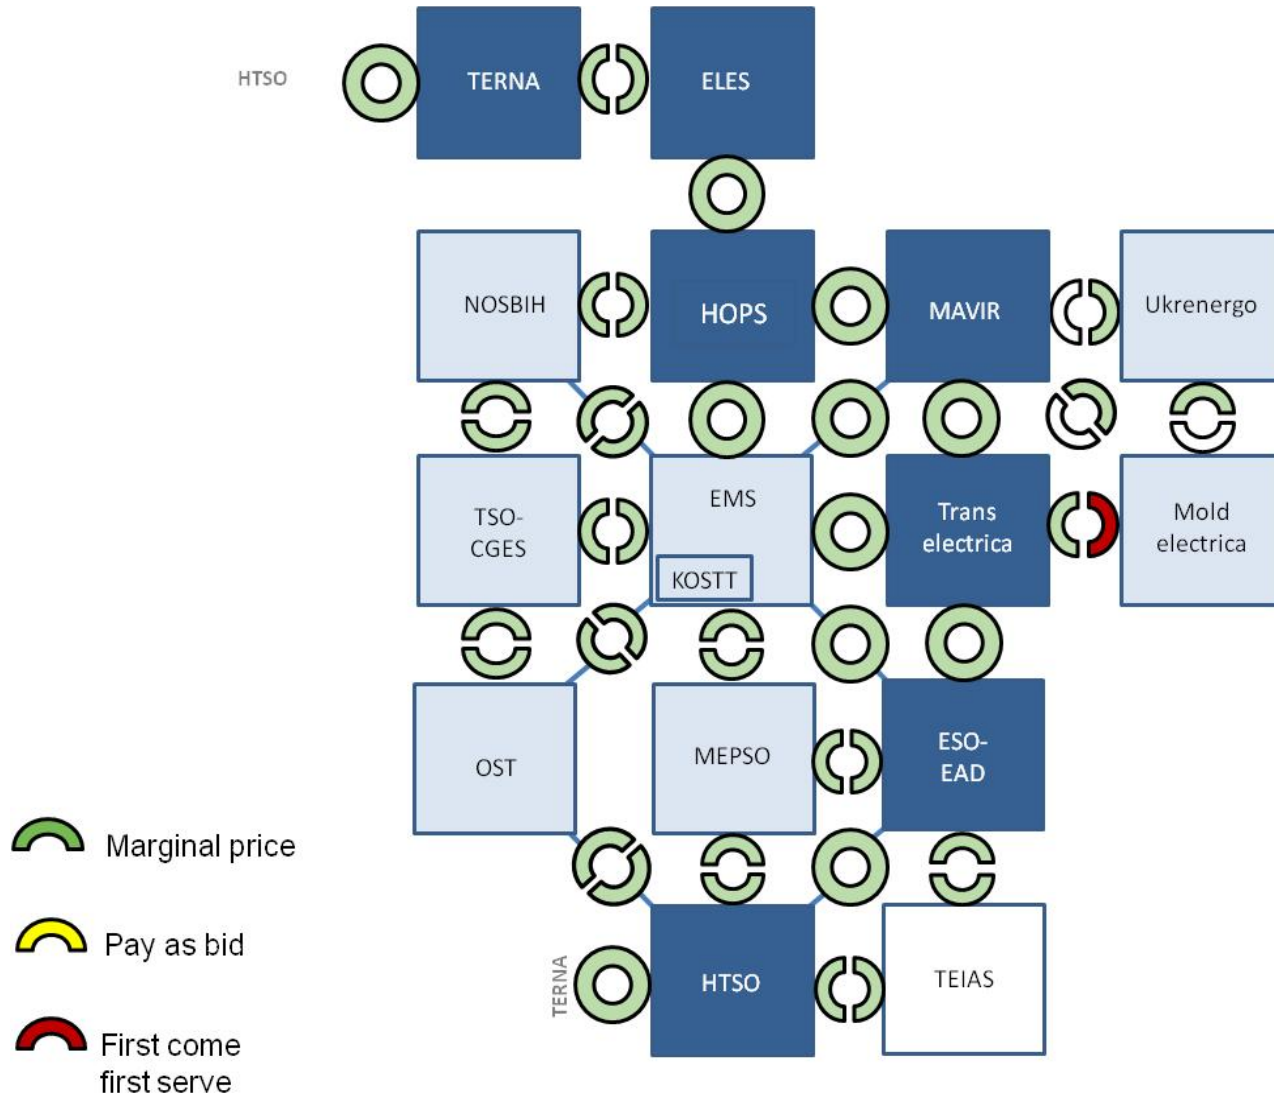 HTSO
TERNA
ELES
NOSBIH
HOPS
MAVIR
Ukrenergo
TSO-
CGES
EMS
KOSTT
Trans
electrica
Mold
electrica
OST
MEPSO
ESO-
EAD
Marginal price
Pay as bid
First come
first serve
TERNA
HTSO
TEIAS